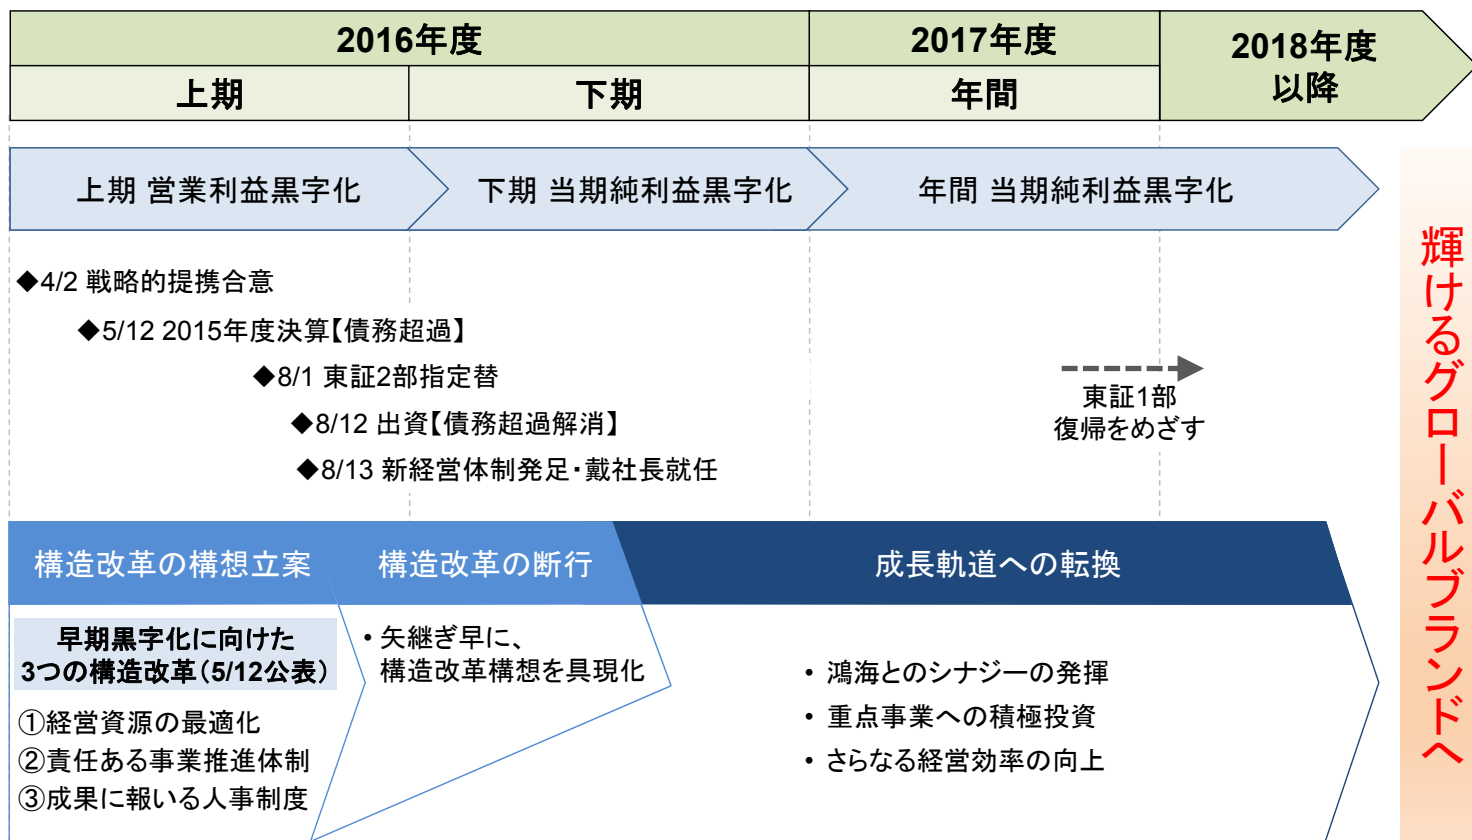 2016年度
2017年度
2018年度
以降
上期
下期
年間
上期 営業利益黒字化
下期 当期純利益黒字化
年間 当期純利益黒字化
◆4/2 戦略的提携合意
◆5/12 2015年度決算【債務超過】
◆8/1 東証2部指定替
◆8/12 出資【債務超過解消】
◆8/13 新経営体制発足・戴社長就任
東証1部
復帰をめざす
構造改革の構想立案
構造改革の断行
成長軌道への転換
早期黒字化に向けた
3つの構造改革（5/12公表）
①経営資源の最適化
②責任ある事業推進体制
③成果に報いる人事制度
• 矢継ぎ早に、
構造改革構想を具現化
• 鴻海とのシナジーの発揮
• 重点事業への積極投資
• さらなる経営効率の向上
輝けるグローバルブランドへ